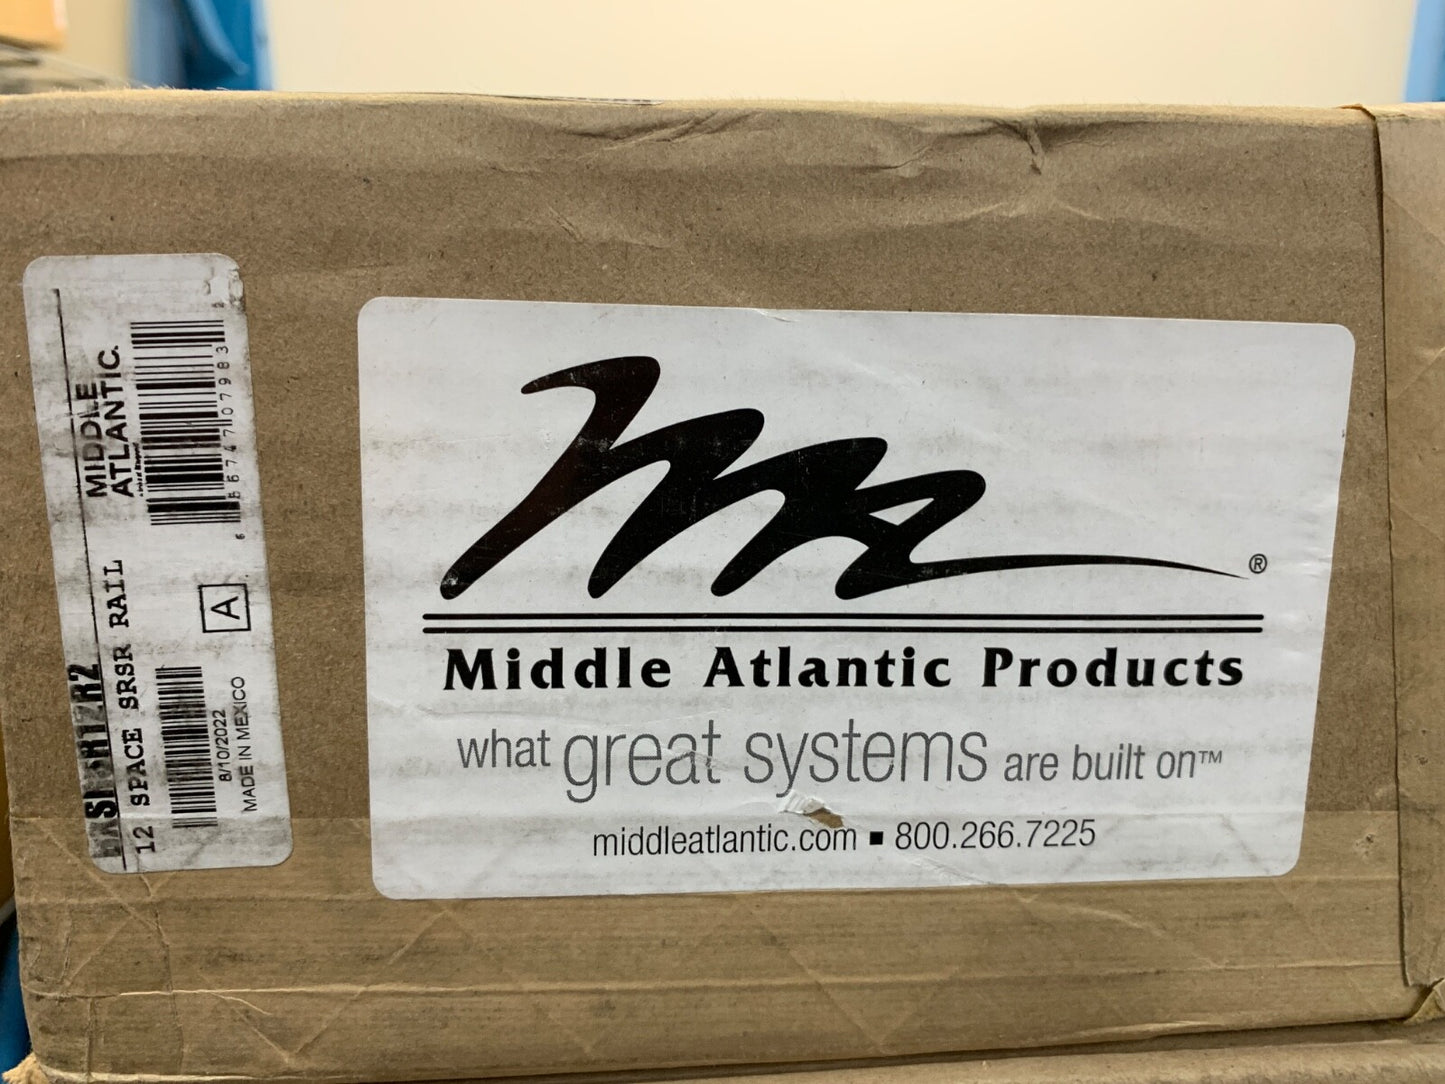 MIDDLE
ATLANTIC.
12 SPACE SRSR RAIL
A
8/10/2022
MADE IN MEXICO
®
Middle Atlantic Products
what great systems are built on™
middleatlantic.com ▪ 800.266.7225